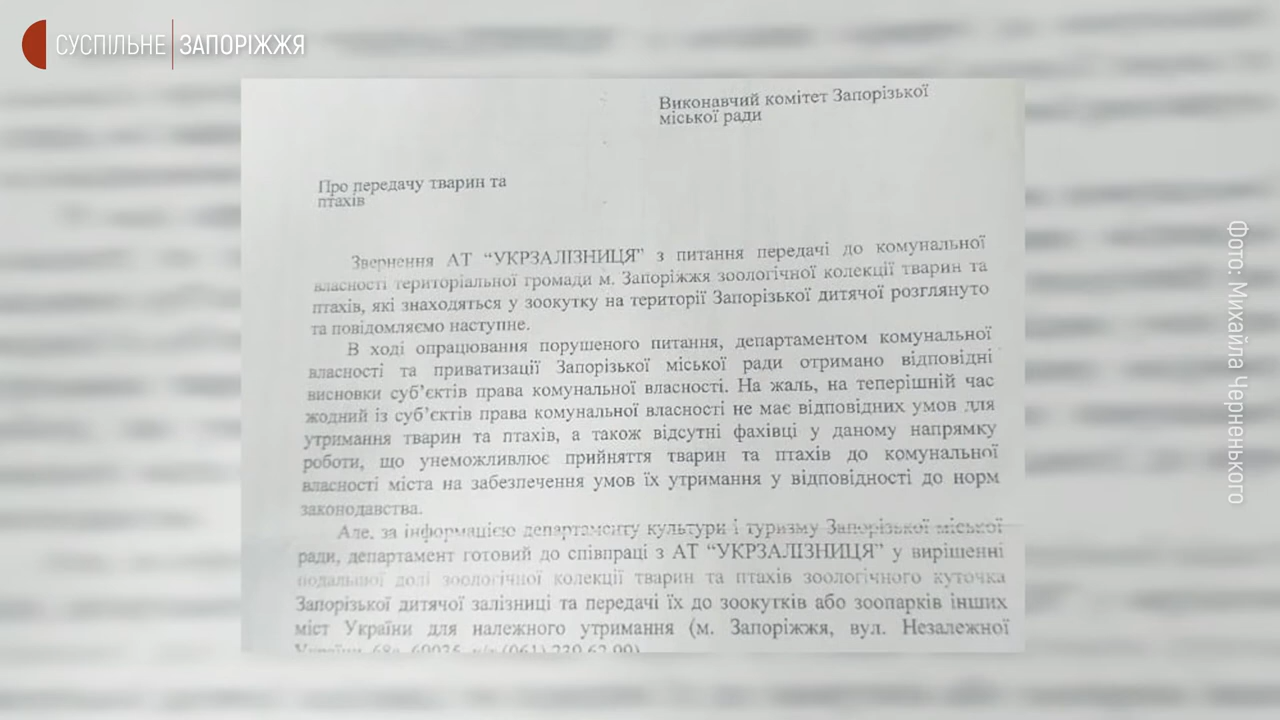 СУСПІЛЬНЕ ЗАПОРІЖЖЯ
Виконавчий комітет Запорізької
міської ради
Про передачу тварин та
птахів
Звернення АТ “УКРЗАЛІЗНИЦЯ” з питання передачі до комунальної
власності територіальної громади м. Запоріжжя зоологічної колекції тварин та
птахів, які знаходяться у зоокутку на території Запорізької дитячої розглянуто
та повідомляємо наступне.
В ході опрацювання порушеного питання, департаментом комунальної
власності та приватизації Запорізької міської ради отримано відповідні
висновки суб’єктів права комунальної власності. На жаль, на теперішній час
жодний із суб’єктів права комунальної власності не має відповідних умов для
утримання тварин та птахів, а також відсутні фахівці у даному напрямку
роботи, що унеможливлює прийняття тварин та птахів до комунальної
власності міста на забезпечення умов їх утримання у відповідності до норм
законодавства.
Але, за інформацією департаменту культури і туризму Запорізької міської
ради, департамент готовий до співпраці з АТ “УКРЗАЛІЗНИЦЯ” у вирішенні
подальшої долі зоологічної колекції тварин та птахів зоологічного куточка
Запорізької дитячої залізниці та передачі їх до зоокутків або зоопарків інших
міст України для належного утримання (м. Запоріжжя, вул. Незалежної
України
Фото: Михайла Черненького